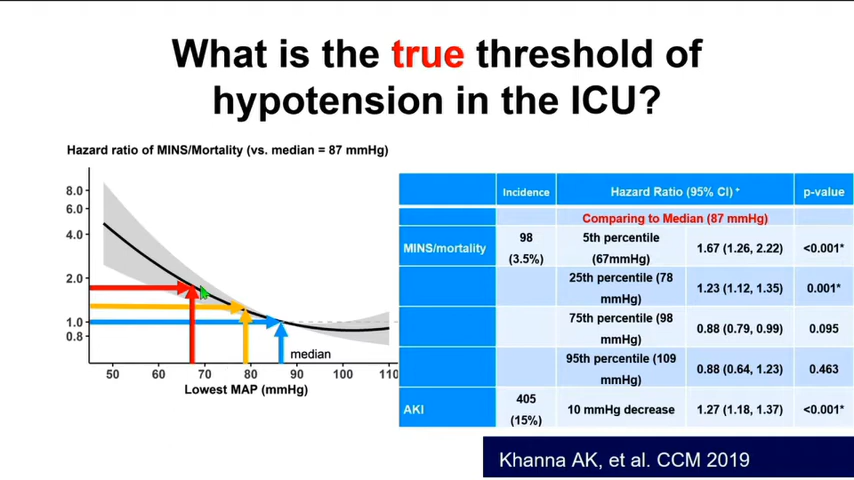 What is the true threshold of
hypotension in the ICU?
Hazard ratio of MINS/Mortality (vs. median = 87 mmHg)
8.0
6.0
4.0
2.0
1.0
0.8
median
50 60 70 80 90 100 110
Lowest MAP (mmHg)
Incidence Hazard Ratio (95% CI) * p-value
Comparing to Median (87 mmHg)
MINS/mortality 98 (3.5%) 5th percentile (67mmHg) 1.67 (1.26, 2.22) <0.001*
25th percentile (78 mmHg) 1.23 (1.12, 1.35) 0.001*
75th percentile (98 mmHg) 0.88 (0.79, 0.99) 0.095
95th percentile (109 mmHg) 0.88 (0.64, 1.23) 0.463
AKI 405 (15%) 10 mmHg decrease 1.27 (1.18, 1.37) <0.001*
Khanna AK, et al. CCM 2019